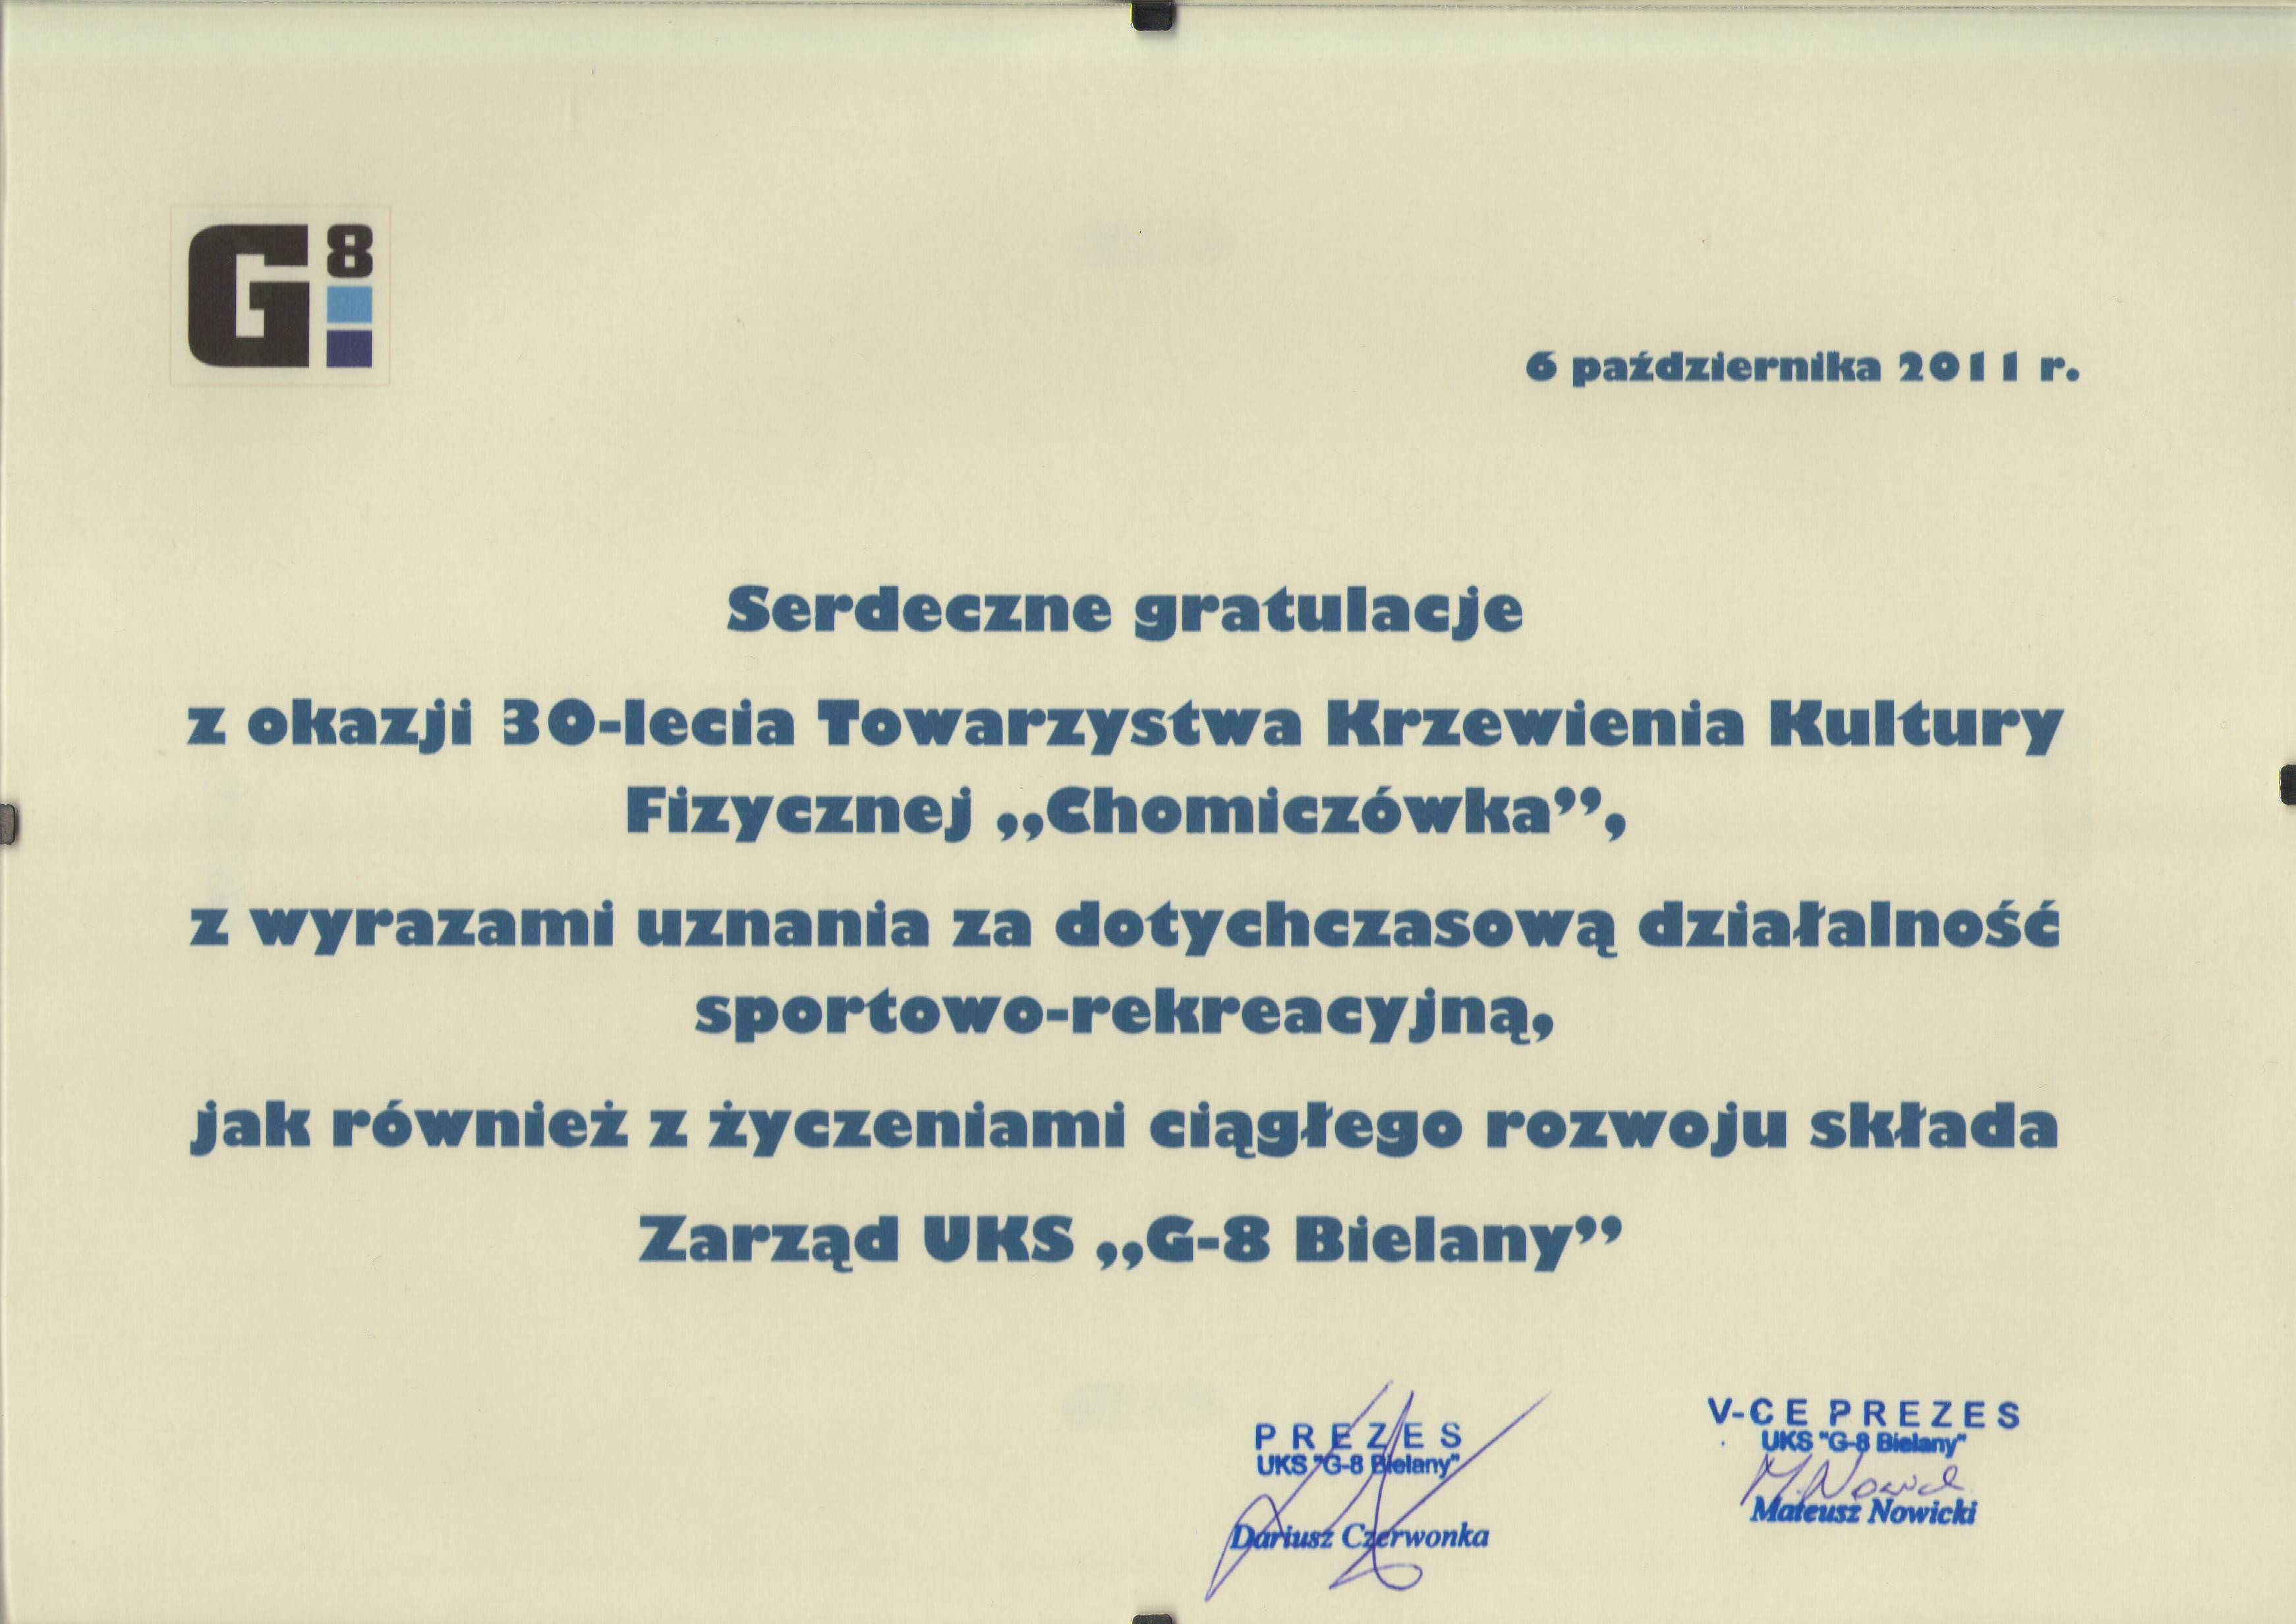 G8
6 października 2011 r.
Serdeczne gratulacje
z okazji 30-lecia Towarzystwa Krzewienia Kultury
Fizycznej „Chomiczówka”,
z wyrazami uznania za dotychczasową działalność
sportowo-rekreacyjną,
jak również z życzeniami ciągłego rozwoju składa
Zarząd UKS „G-8 Bielany”
PREZES
UKS "G-8 Bielany"
Dariusz Czerwonka
V-CE PREZES
UKS "G-8 Bielany"
M. Nowicki
Mateusz Nowicki